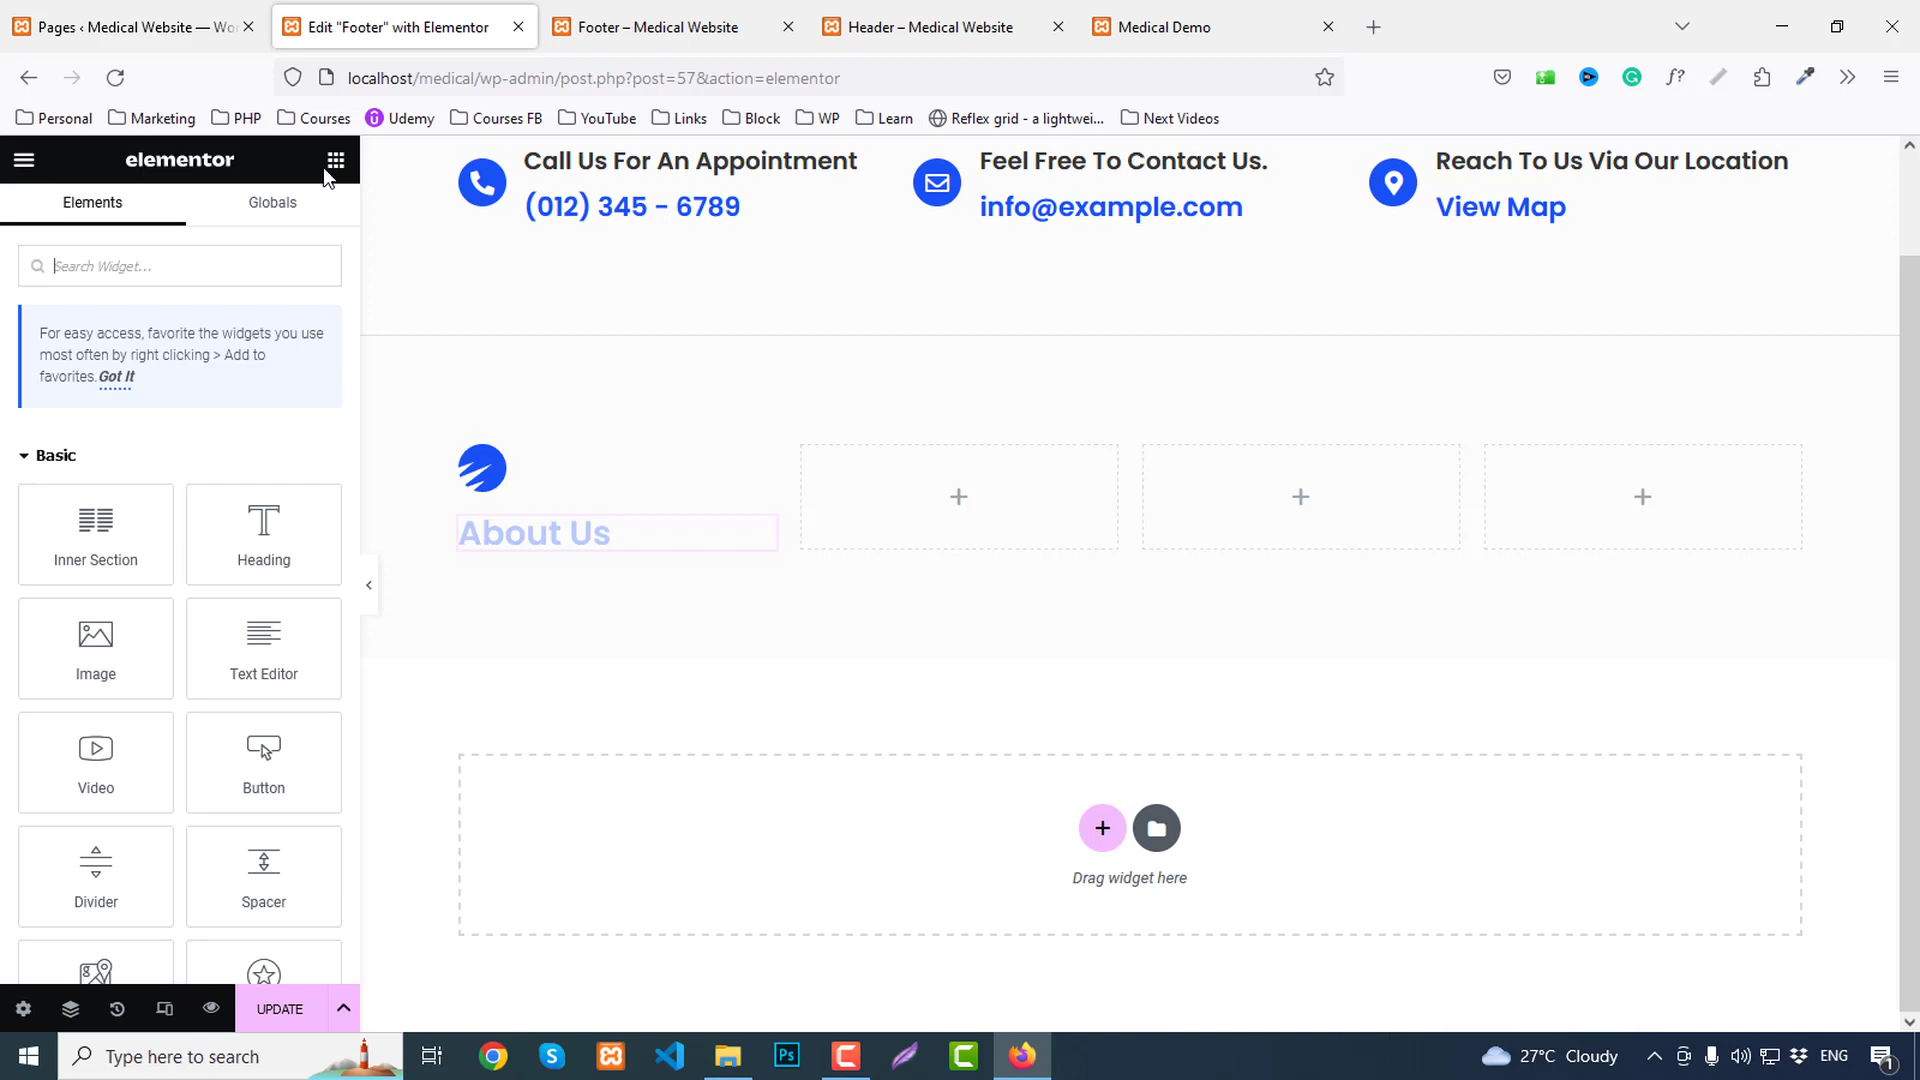 Pages ‹ Medical Website — Wo
Edit "Footer" with Elementor
Footer – Medical Website
Header – Medical Website
Medical Demo
localhost/medical/wp-admin/post.php?post=57&action=elementor
Personal
Marketing
PHP
Courses
Udemy
Courses FB
YouTube
Links
Block
WP
Learn
Reflex grid - a lightwei...
Next Videos
elementor
Elements
Globals
Search Widget...
For easy access, favorite the widgets you use
most often by right clicking > Add to
favorites. Got It
Basic
Inner Section
Heading
Image
Text Editor
Video
Button
Divider
Spacer
UPDATE
Call Us For An Appointment
(012) 345 - 6789
Feel Free To Contact Us.
info@example.com
Reach To Us Via Our Location
View Map
About Us
Drag widget here
Type here to search
Ps
27°C Cloudy
ENG
1